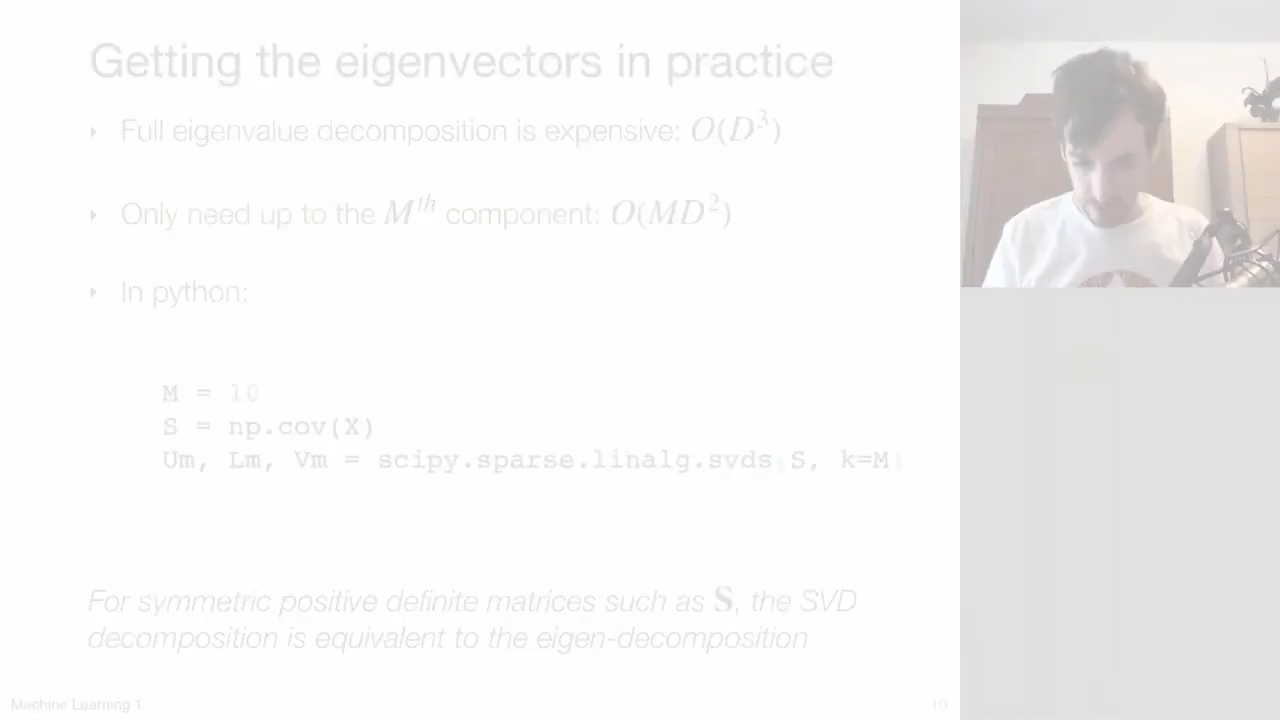 Getting the eigenvectors in practice
Full eigenvalue decomposition is expensive: O(D³)
Only need up to the Mᵗʰ component: O(MD²)
In python:
M = 10
S = np.cov(X)
Um, Lm, Vm = scipy.sparse.linalg.svds(S, k=M)
For symmetric positive definite matrices such as S, the SVD
decomposition is equivalent to the eigen-decomposition
Machine Learning 1
10